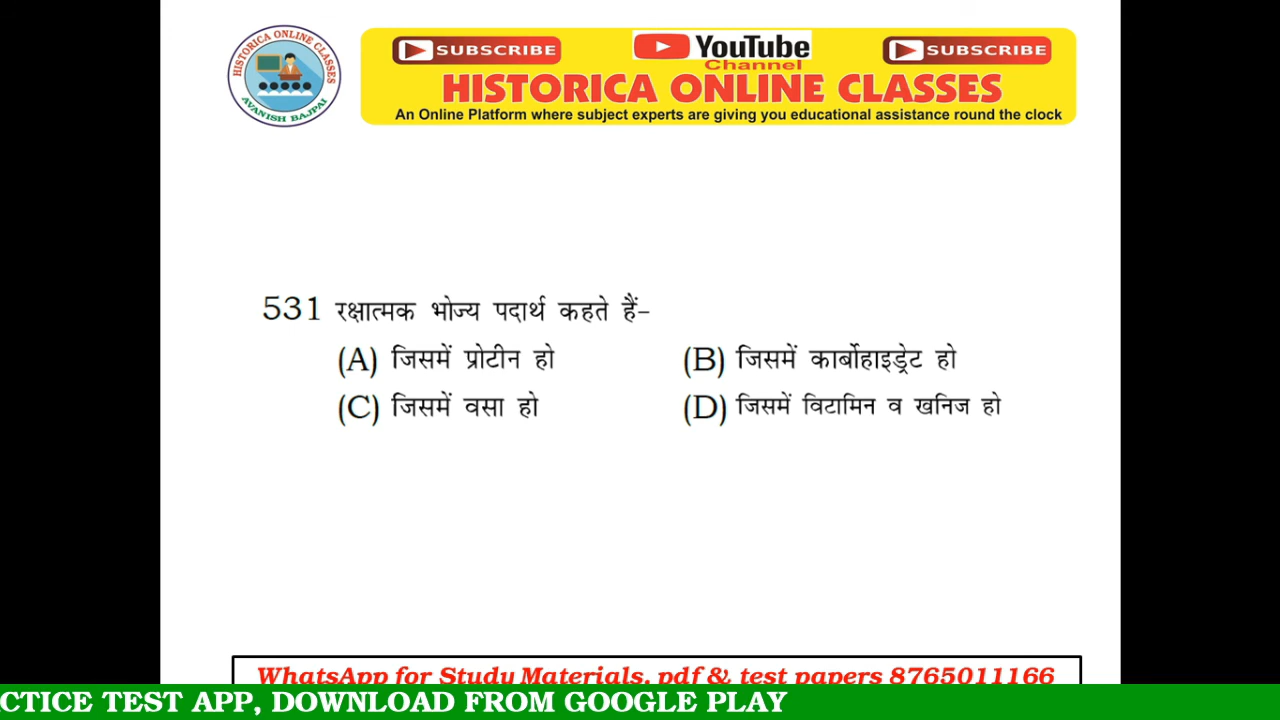 HISTORICA ONLINE CLASSES
AVANISH BAJPAI
SUBSCRIBE
YouTube
SUBSCRIBE
Channel
HISTORICA ONLINE CLASSES
An Online Platform where subject experts are giving you educational assistance round the clock
531 रक्षात्मक भोज्य पदार्थ कहते हैं–
(A) जिसमें प्रोटीन हो (B) जिसमें कार्बोहाइड्रेट हो
(C) जिसमें वसा हो (D) जिसमें विटामिन व खनिज हो
WhatsApp for Study Materials, pdf & test papers 8765011166
CTICE TEST APP, DOWNLOAD FROM GOOGLE PLAY